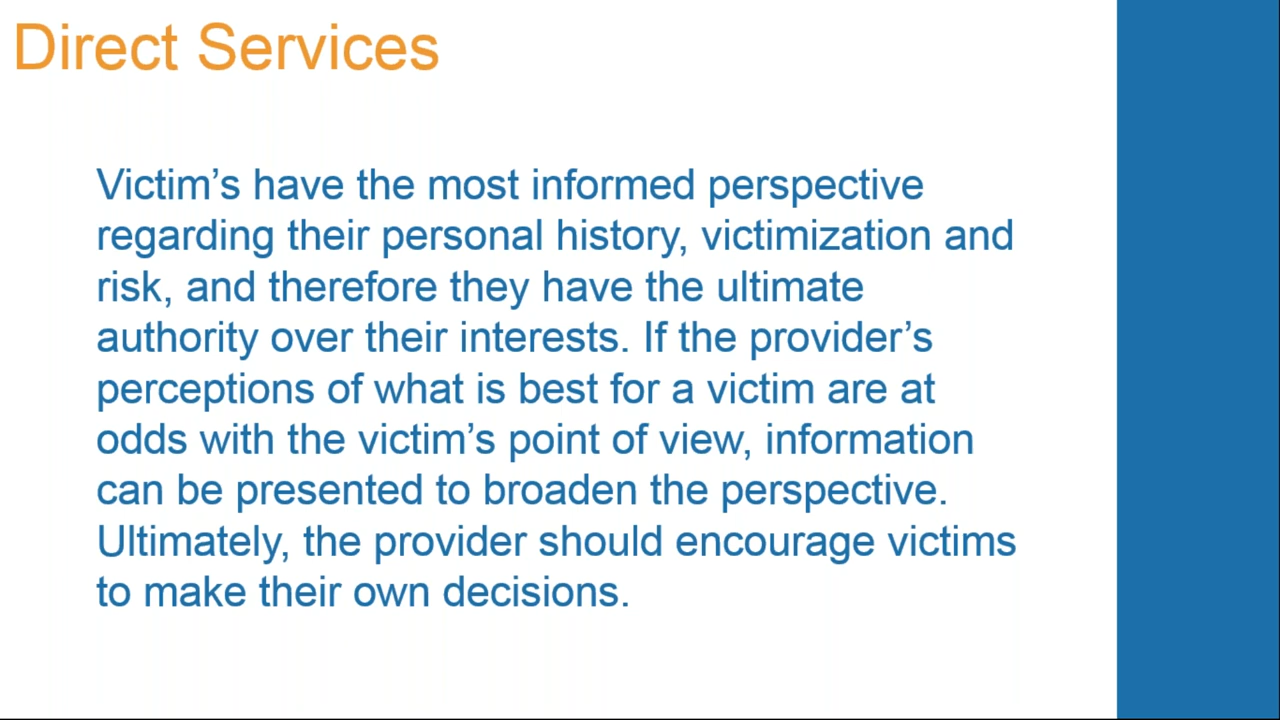 Direct Services
Victim’s have the most informed perspective
regarding their personal history, victimization and
risk, and therefore they have the ultimate
authority over their interests. If the provider’s
perceptions of what is best for a victim are at
odds with the victim’s point of view, information
can be presented to broaden the perspective.
Ultimately, the provider should encourage victims
to make their own decisions.